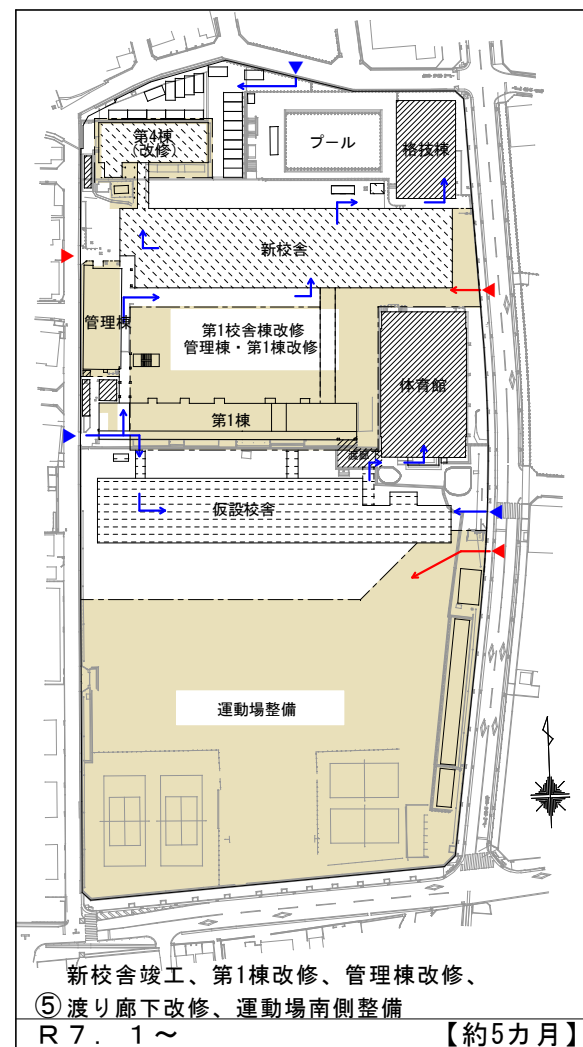 第4棟
(改修)
プール
格技棟
新校舎
管理棟
第1校舎棟改修
管理棟・第1棟改修
体育館
第1棟
仮設校舎
運動場整備
新校舎竣工、第1棟改修、管理棟改修、
⑤渡り廊下改修、運動場南側整備
R7. 1～
【約5カ月】